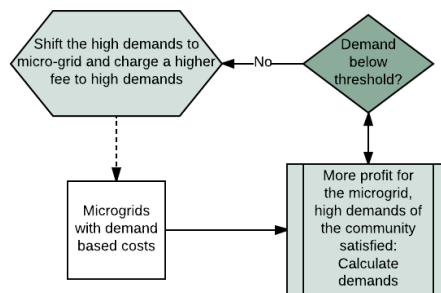 Shift the high demands to
micro-grid and charge a higher
fee to high demands
No
Demand
below
threshold?
Microgrids
with demand
based costs
More profit for
the microgrid,
high demands of
the community
satisfied:
Calculate
demands